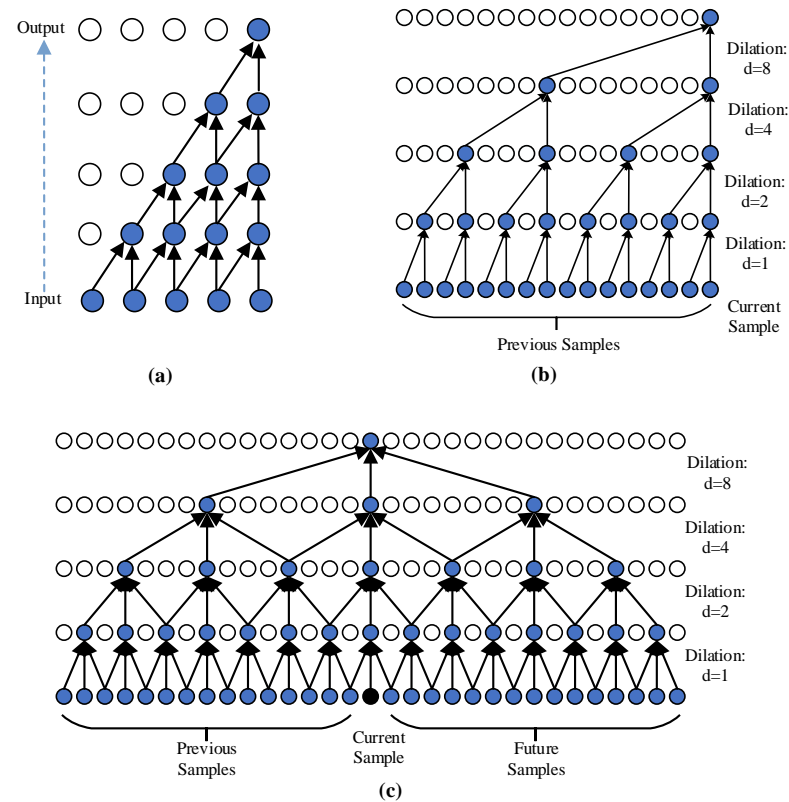 Output
Input
(a)
Dilation:
d=8
Dilation:
d=4
Dilation:
d=2
Dilation:
d=1
Current
Sample
Previous Samples
(b)
Dilation:
d=8
Dilation:
d=4
Dilation:
d=2
Dilation:
d=1
Previous
Samples
Current
Sample
Future
Samples
(c)